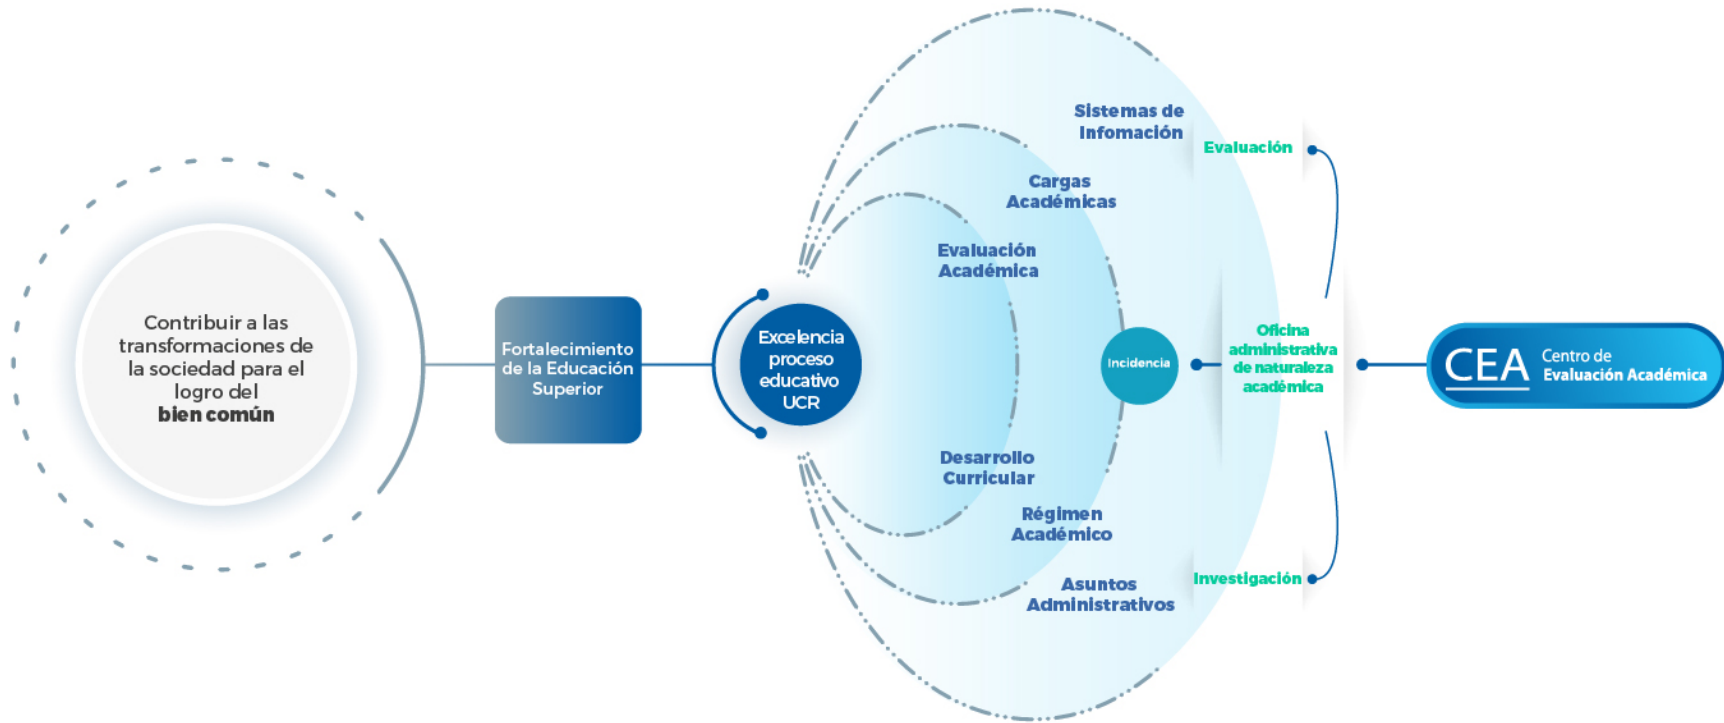 Contribuir a las
transformaciones de
la sociedad para el
logro del
bien común
Fortalecimiento
de la Educación
Superior
Excelencia
proceso
educativo
UCR
Evaluación
Académica
Desarrollo
Curricular
Cargas
Académicas
Régimen
Académico
Sistemas de
Infomación
Asuntos
Administrativos
Incidencia
Evaluación
Oficina
administrativa
de naturaleza
académica
Investigación
CEA
Centro de
Evaluación Académica